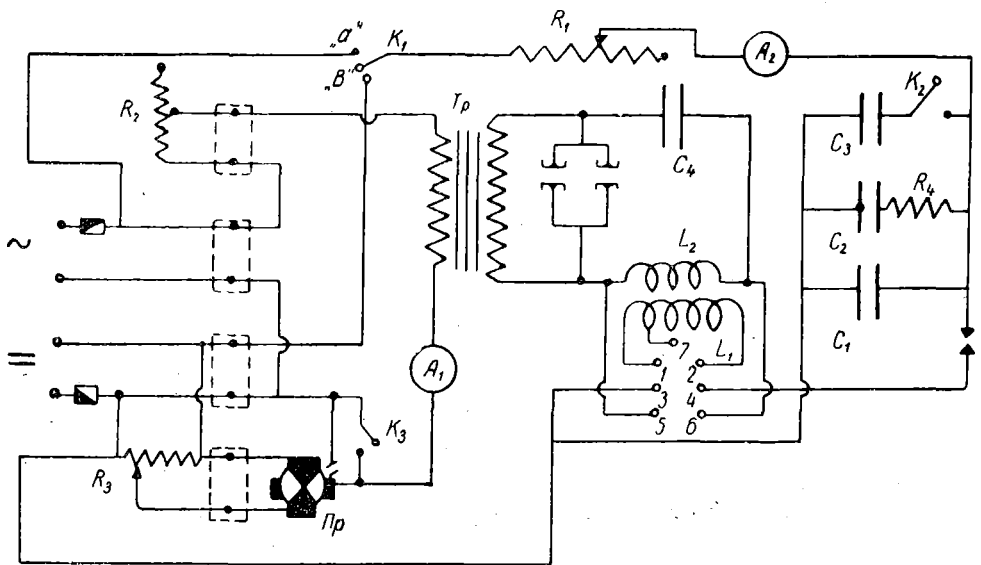 „а“
„В“
K₁
R₁
A₂
R₂
Тр
C₄
K₂
C₃
R₄
C₂
L₂
C₁
L₁
~
=
A₁
7
1 2
3 4
5 6
K₃
R₃
Пр